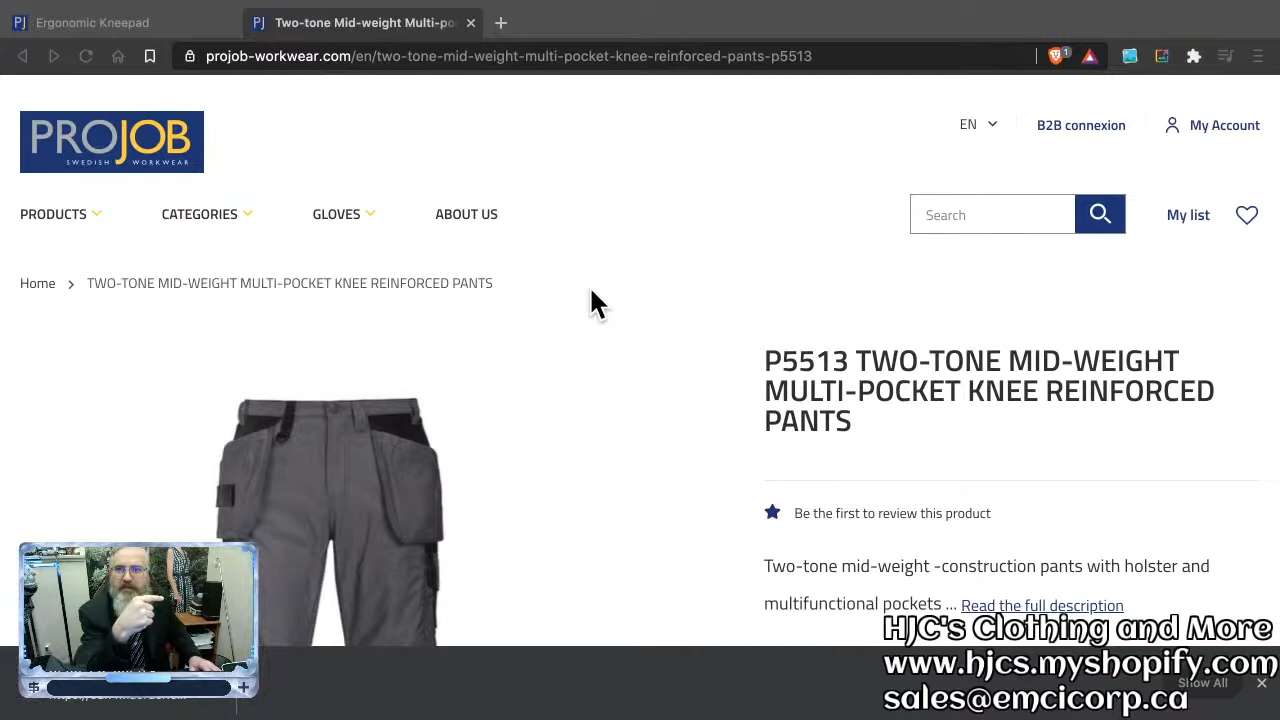 Ergonomic Kneepad
Two-tone Mid-weight Multi-po
projob-workwear.com/en/two-tone-mid-weight-multi-pocket-knee-reinforced-pants-p5513
1
PROJOB
SWEDISH WORKWEAR
EN
B2B connexion
My Account
PRODUCTS
CATEGORIES
GLOVES
ABOUT US
Search
My list
Home > TWO-TONE MID-WEIGHT MULTI-POCKET KNEE REINFORCED PANTS
P5513 TWO-TONE MID-WEIGHT
MULTI-POCKET KNEE REINFORCED
PANTS
Be the first to review this product
Two-tone mid-weight -construction pants with holster and
multifunctional pockets ... Read the full description
HJC's Clothing and More
www.hjcs.myshopify.com
Show All
sales@emcicorp.ca